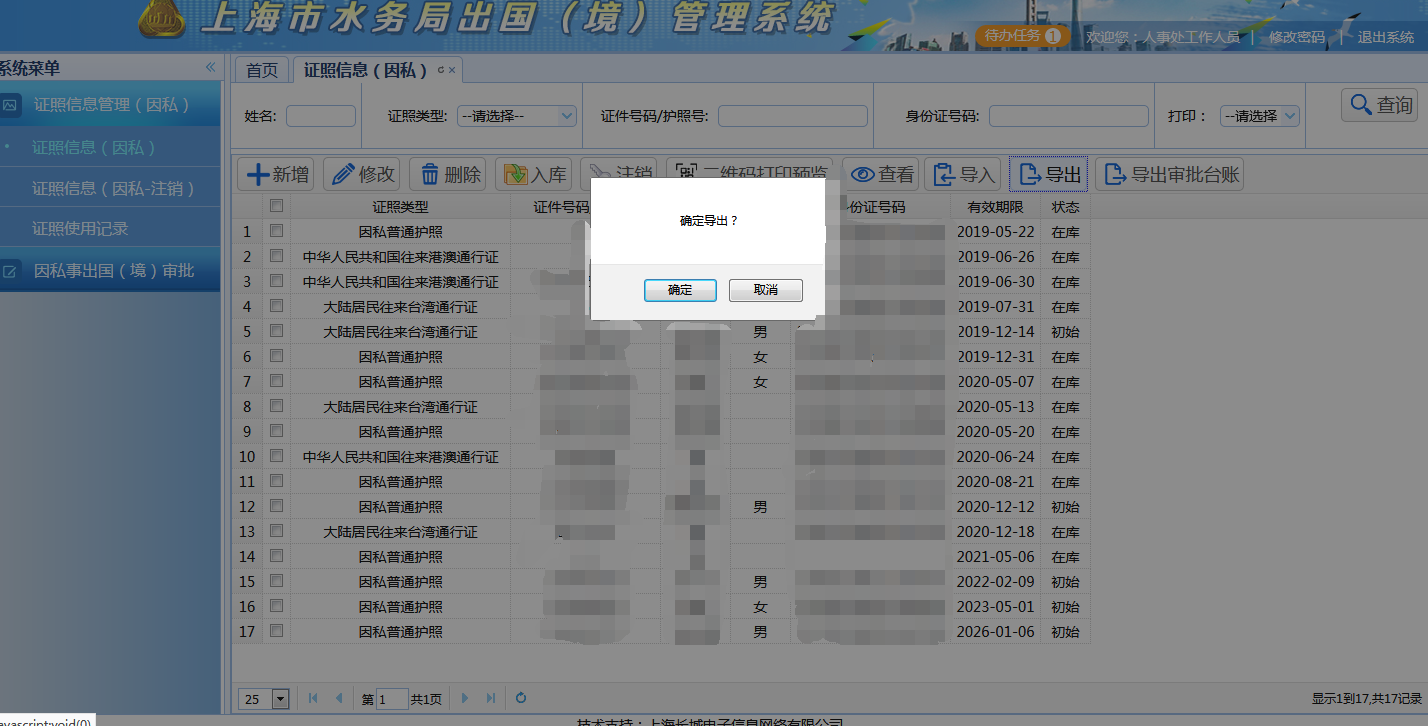 上海市水务局出国（境）管理系统
待办任务 1 欢迎您：人事处工作人员 | 修改密码 | 退出系统
系统菜单 «
首页 证照信息（因私）
证照信息管理（因私）
证照信息（因私）
证照信息（因私-注销）
证照使用记录
因私事出国（境）审批
姓名: 证照类型: --请选择-- 证件号码/护照号: 身份证号码: 打印： --请选择 查询
新增 修改 删除 入库 注销 二维码打印预览 查看 导入 导出 导出审批台账
证照类型 证件号码 份证号码 有效期限 状态
1 因私普通护照 2019-05-22 在库
2 中华人民共和国往来港澳通行证 2019-06-26 在库
3 中华人民共和国往来港澳通行证 2019-06-30 在库
4 大陆居民往来台湾通行证 2019-07-31 在库
5 大陆居民往来台湾通行证 男 2019-12-14 初始
6 因私普通护照 女 2019-12-31 在库
7 因私普通护照 女 2020-05-07 在库
8 大陆居民往来台湾通行证 2020-05-13 在库
9 因私普通护照 2020-05-20 在库
10 中华人民共和国往来港澳通行证 2020-06-24 在库
11 因私普通护照 2020-08-21 在库
12 因私普通护照 男 2020-12-12 初始
13 大陆居民往来台湾通行证 2020-12-18 在库
14 因私普通护照 2021-05-06 在库
15 因私普通护照 男 2022-02-09 初始
16 因私普通护照 女 2023-05-01 初始
17 因私普通护照 男 2026-01-06 初始
确定导出？
确定 取消
25 第 1 共1页 显示1到17,共17记录
avascript:void(0)
技术支持：上海长城电子信息网络有限公司